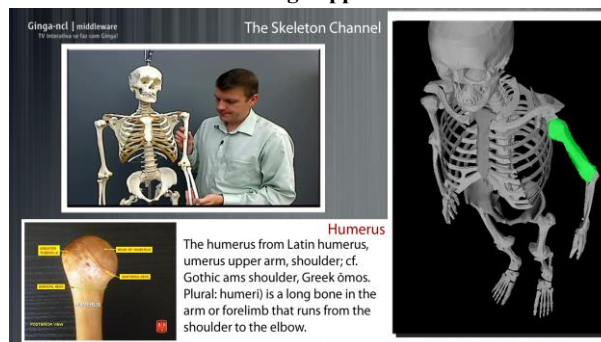 Ginga-ncl | middleware
TV Interativa se faz com Ginga!
The Skeleton Channel
Humerus
The humerus from Latin humerus,
umerus upper arm, shoulder; cf.
Gothic ams shoulder, Greek ōmos.
Plural: humeri) is a long bone in the
arm or forelimb that runs from the
shoulder to the elbow.
HUMERUS
POSTERIOR VIEW